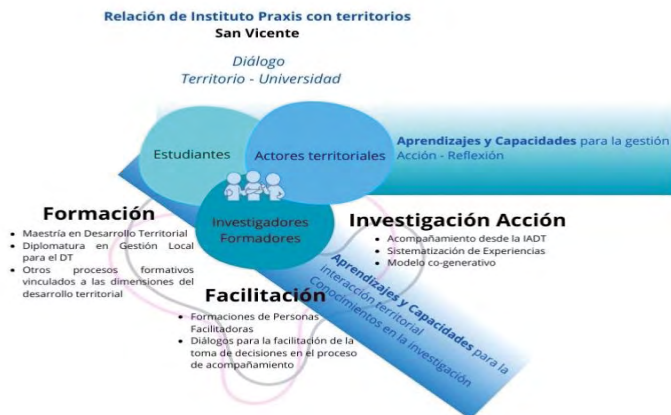 Relación de Instituto Praxis con territorios
San Vicente
Diálogo
Territorio - Universidad
Estudiantes
Actores territoriales
Aprendizajes y Capacidades para la gestión
Acción - Reflexión
Investigadores
Formadores
Formación
• Maestría en Desarrollo Territorial
• Diplomatura en Gestión Local
para el DT
• Otros procesos formativos
vinculados a las dimensiones del
desarrollo territorial
Investigación Acción
• Acompañamiento desde la IADT
• Sistematización de Experiencias
• Modelo co-generativo
Facilitación
• Formaciones de Personas
Facilitadoras
• Diálogos para la facilitación de la
toma de decisiones en el proceso
de acompañamiento
Aprendizajes y Capacidades para la
interacción territorial
Conocimientos en la investigación